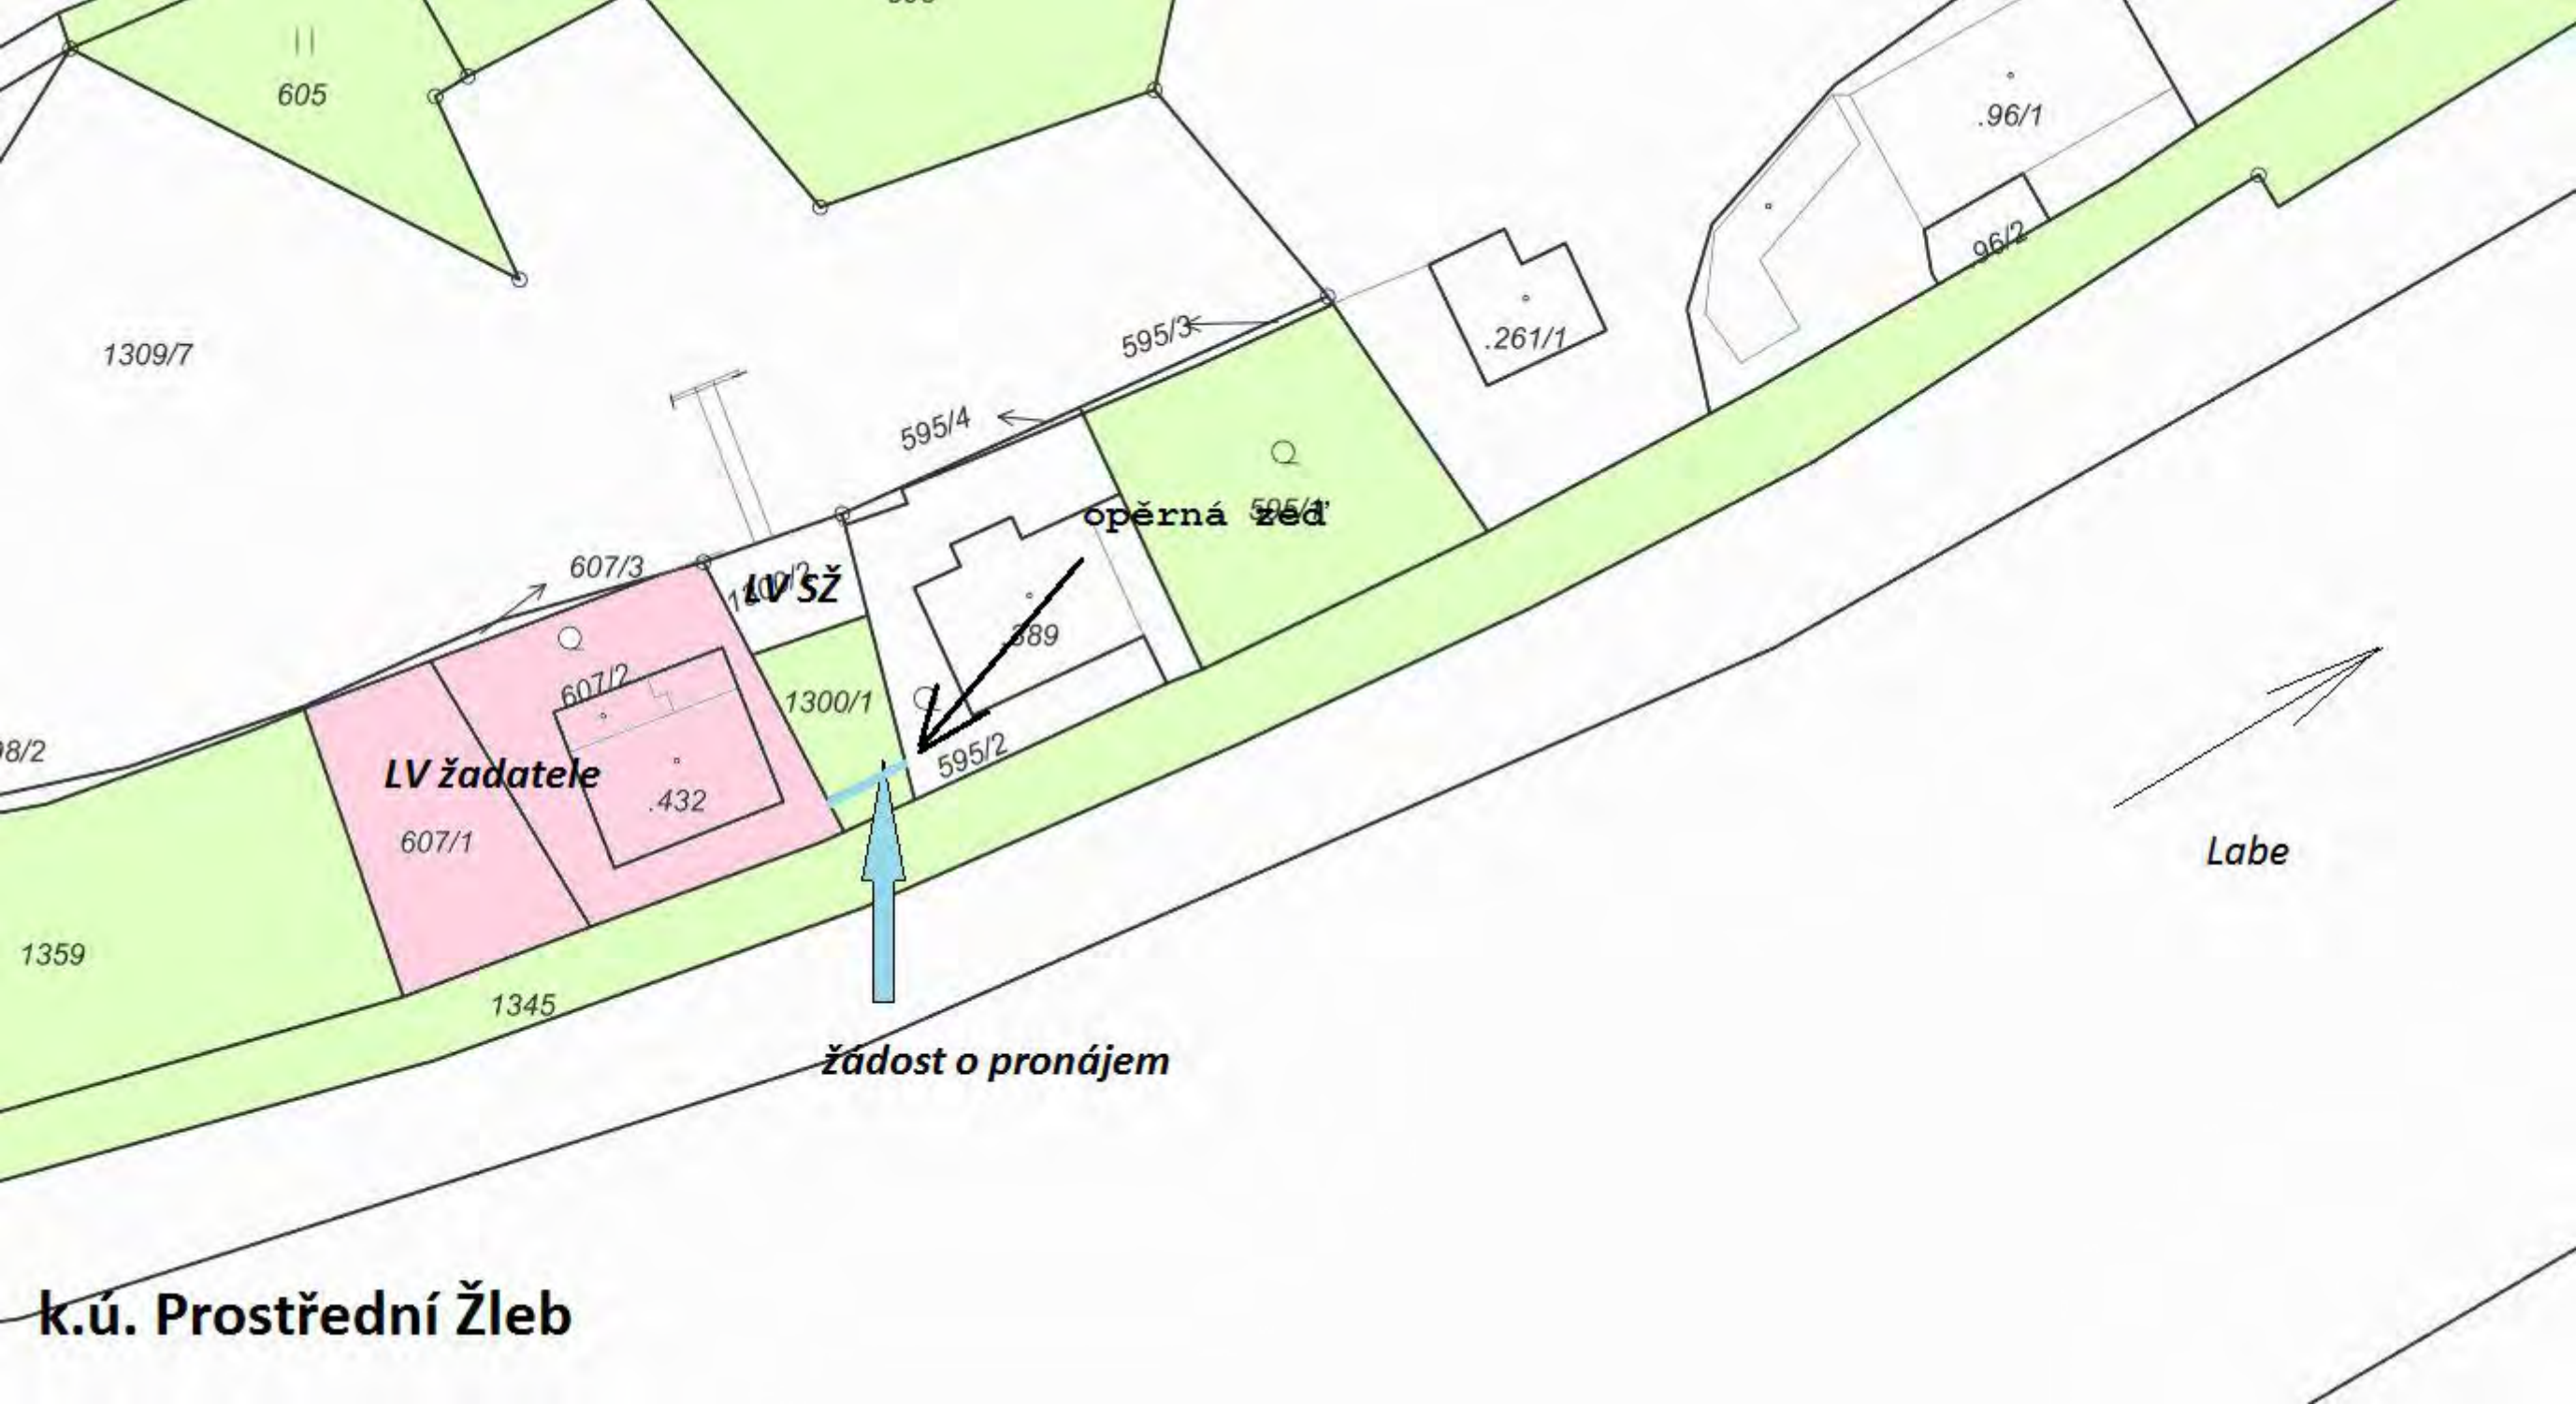 605
.96/1
.96/2
1309/7
595/3
.261/1
595/4
opěrná zeď
607/3
LV SŽ
.389
607/2
1300/1
98/2
595/2
LV žadatele
.432
607/1
Labe
1359
1345
žádost o pronájem
k.ú. Prostřední Žleb